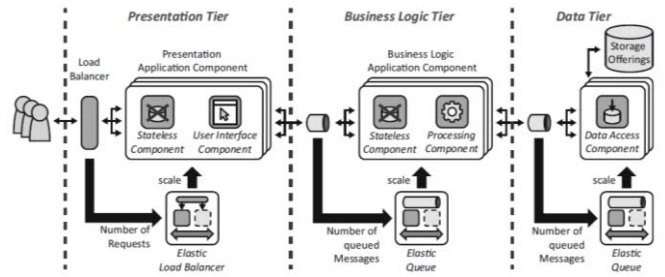 Presentation Tier
Business Logic Tier
Data Tier
Load
Balancer
Presentation
Application Component
Stateless
Component
User Interface
Component
scale
Number of
Requests
Elastic
Load Balancer
Business Logic
Application Component
Stateless
Component
Processing
Component
scale
Number of
queued
Messages
Elastic
Queue
Storage
Offerings
Data Access
Component
scale
Number of
queued
Messages
Elastic
Queue